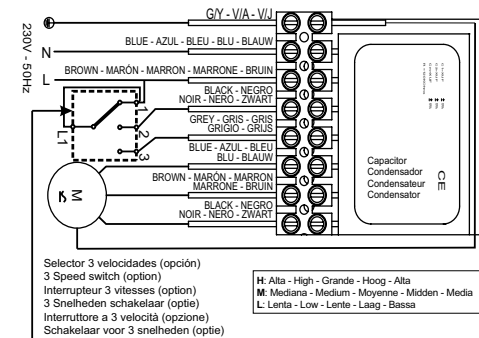 G/Y - V/A - V/J
230V - 50Hz
BLUE - AZUL - BLEU - BLU - BLAUW
N
BROWN - MARÓN - MARRON - MARRONE - BRUIN
L
BLACK - NEGRO
NOIR - NERO - ZWART
GREY - GRIS - GRIS
GRIGIO - GRIJS
L1
1
2
3
BLUE - AZUL - BLEU
BLU - BLAUW
BROWN - MARÓN - MARRON
MARRONE - BRUIN
BLACK - NEGRO
NOIR - NERO - ZWART
M
Capacitor
Condensador
Condensateur
Condensator
CE
Selector 3 velocidades (opción)
3 Speed switch (option)
Interrupteur 3 vitesses (option)
3 Snelheden schakelaar (optie)
Interruttore a 3 velocità (opzione)
Schakelaar voor 3 snelheden (optie)
H: Alta - High - Grande - Hoog - Alta
M: Mediana - Medium - Moyenne - Midden - Media
L: Lenta - Low - Lente - Laag - Bassa